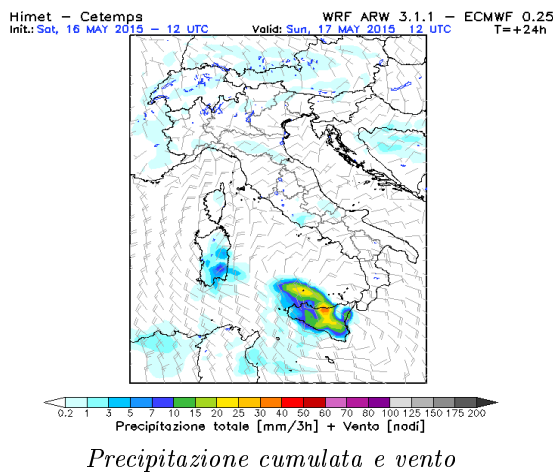 Himet – Cetemps WRF ARW 3.1.1 – ECMWF 0.25
Init.: Sat, 16 MAY 2015 – 12 UTC Valid: Sun, 17 MAY 2015 12 UTC T=+24h
0.2 1 3 5 7 10 15 20 25 30 40 50 60 70 80 100 125 150 175 200
Precipitazione totale [mm/3h] + Vento [nodi]
Precipitazione cumulata e vento